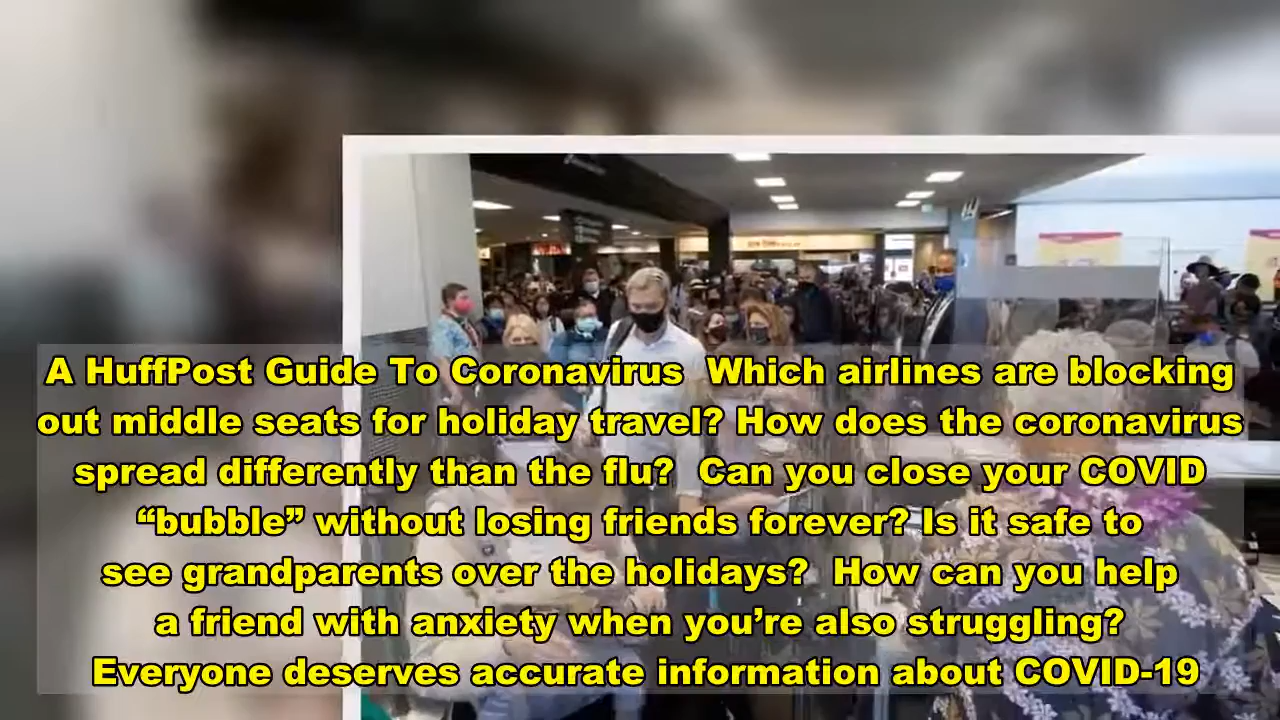 A HuffPost Guide To Coronavirus  Which airlines are blocking
out middle seats for holiday travel? How does the coronavirus
spread differently than the flu?  Can you close your COVID
“bubble” without losing friends forever? Is it safe to
see grandparents over the holidays?  How can you help
a friend with anxiety when you’re also struggling?
Everyone deserves accurate information about COVID-19